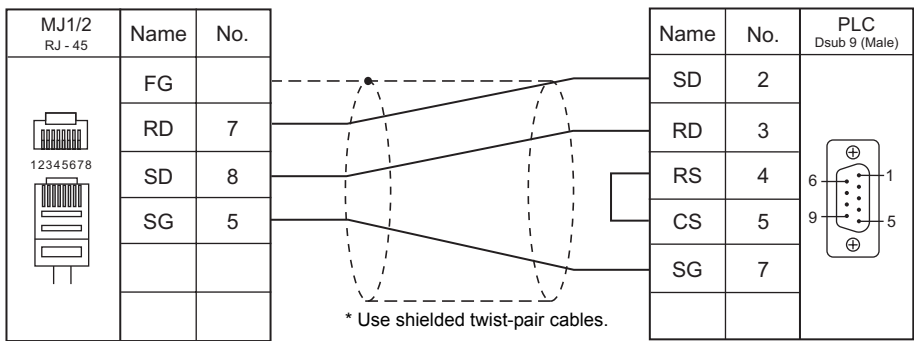 MJ1/2
RJ - 45
Name No.
FG
RD 7
SD 8
SG 5
12345678
* Use shielded twist-pair cables.
Name No.
PLC
Dsub 9 (Male)
SD 2
RD 3
RS 4
CS 5
SG 7
6 1
9 5